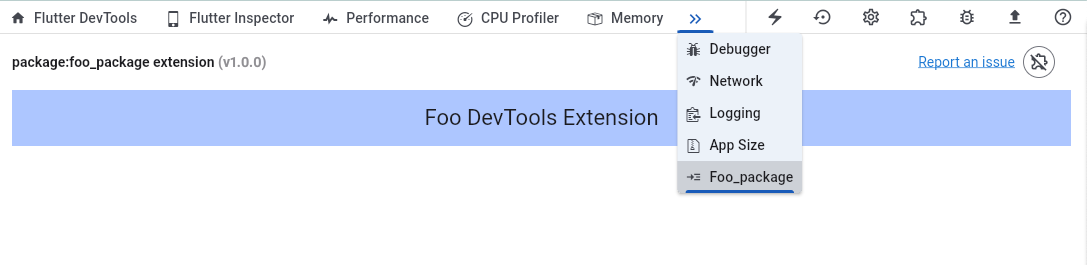 Flutter DevTools Flutter Inspector Performance CPU Profiler Memory
package:foo_package extension (v1.0.0) Report an issue
Foo DevTools Extension
Debugger
Network
Logging
App Size
Foo_package